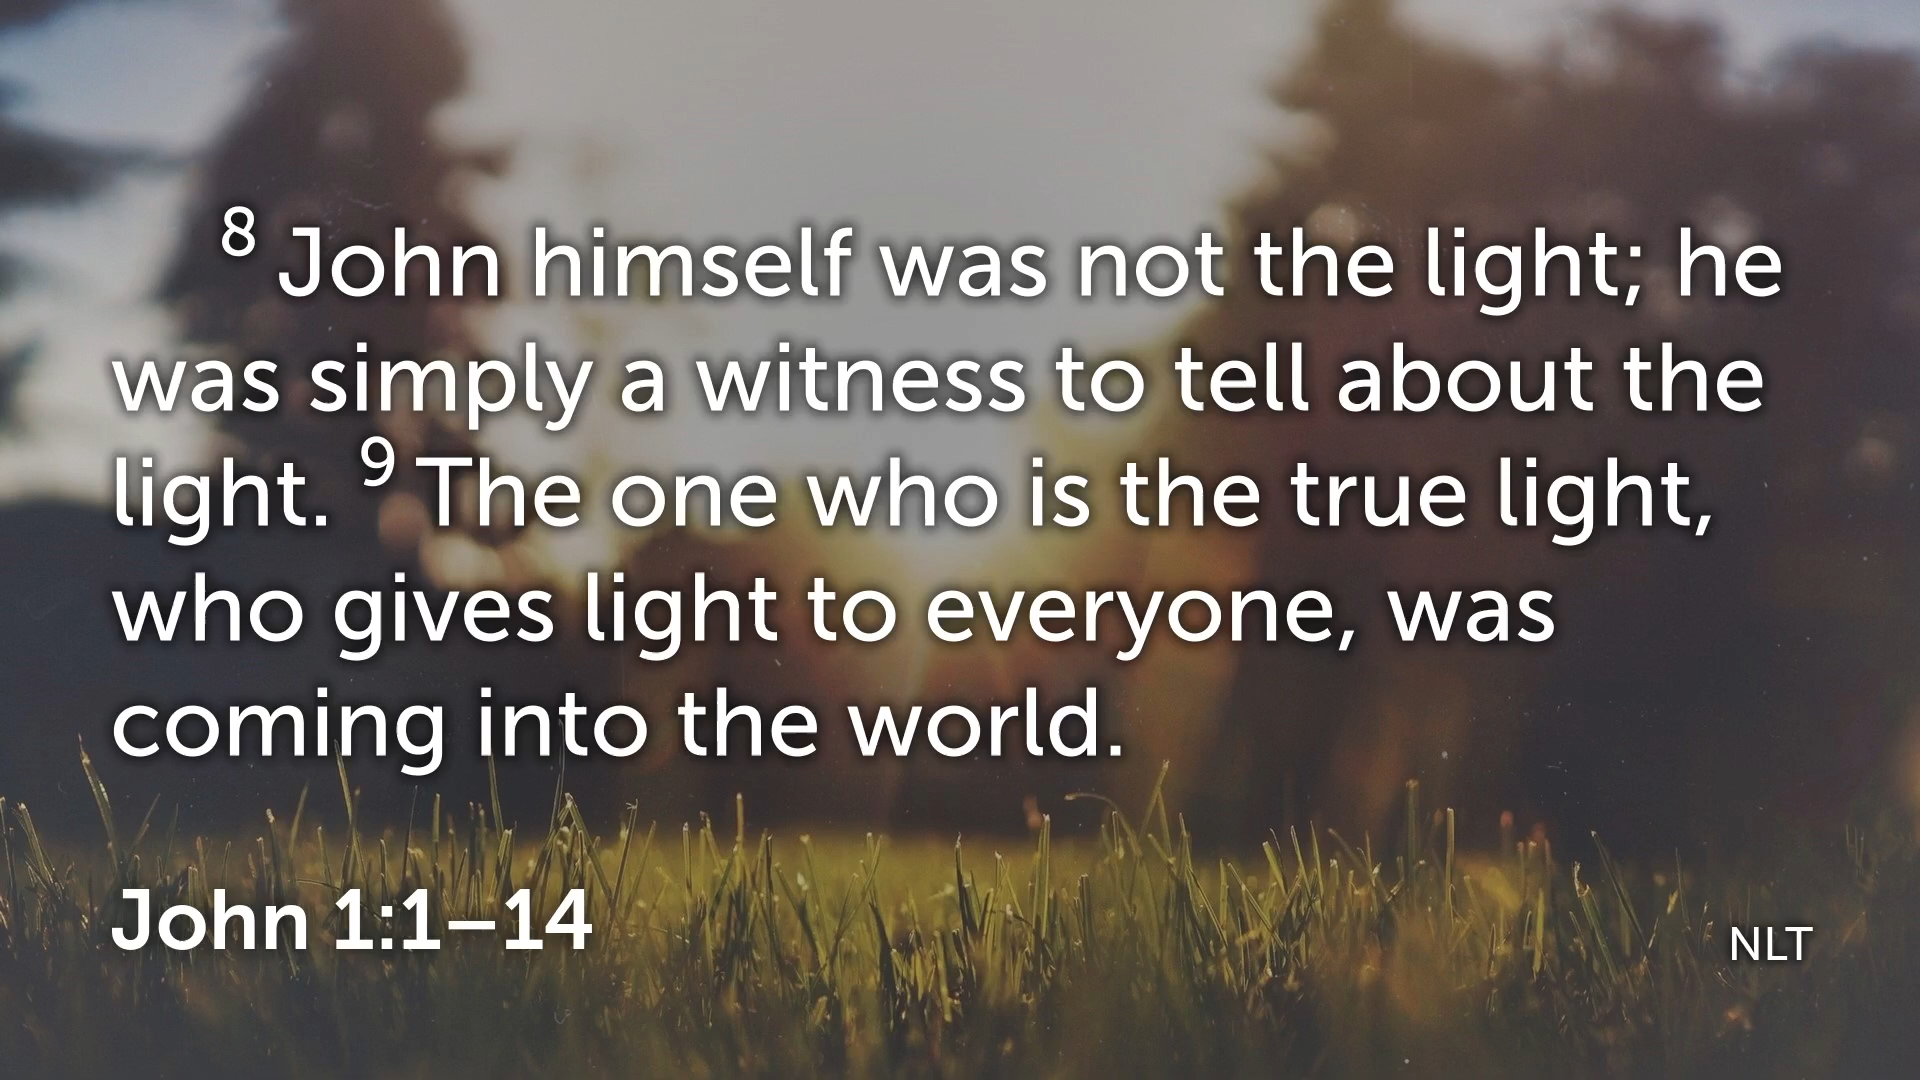 8 John himself was not the light; he
was simply a witness to tell about the
light. 9 The one who is the true light,
who gives light to everyone, was
coming into the world.
John 1:1–14
NLT